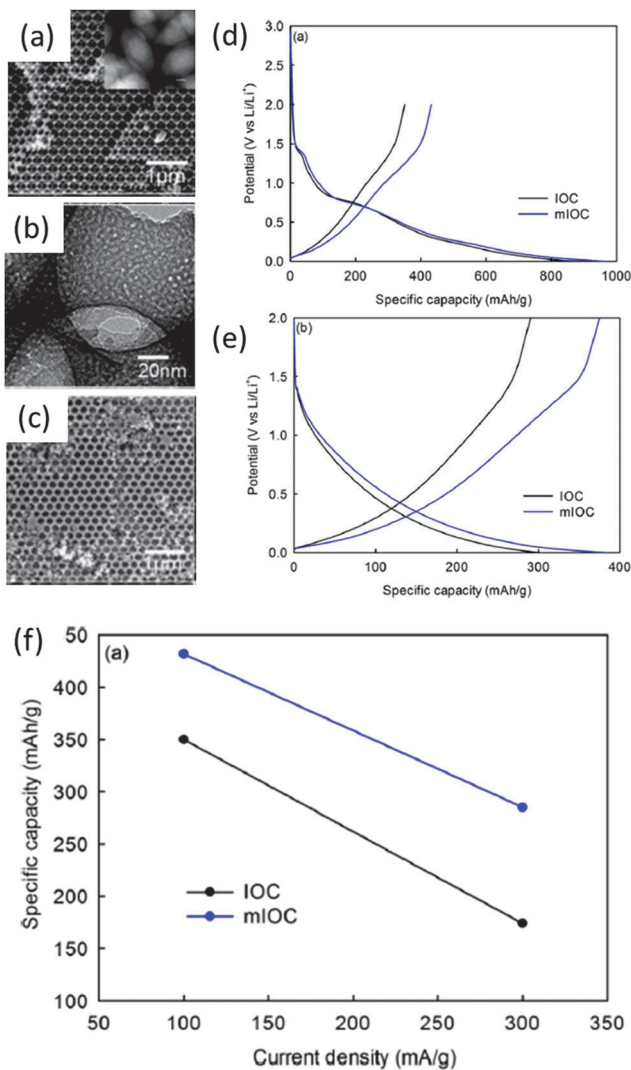 (a)
1μm
(b)
20nm
(c)
(d)
(a)
3.0
2.5
2.0
1.5
1.0
0.5
0.0
Potential (V vs Li/Li⁺)
IOC
mIOC
0 200 400 600 800 1000
Specific capapcity (mAh/g)
(e)
(b)
2.0
1.5
1.0
0.5
0.0
Potential (V vs Li/Li⁺)
IOC
mIOC
0 100 200 300 400
Specific capacity (mAh/g)
(f)
(a)
50
400
350
300
250
200
150
100
Specific capacity (mAh/g)
IOC
mIOC
50 100 150 200 250 300 350
Current density (mA/g)